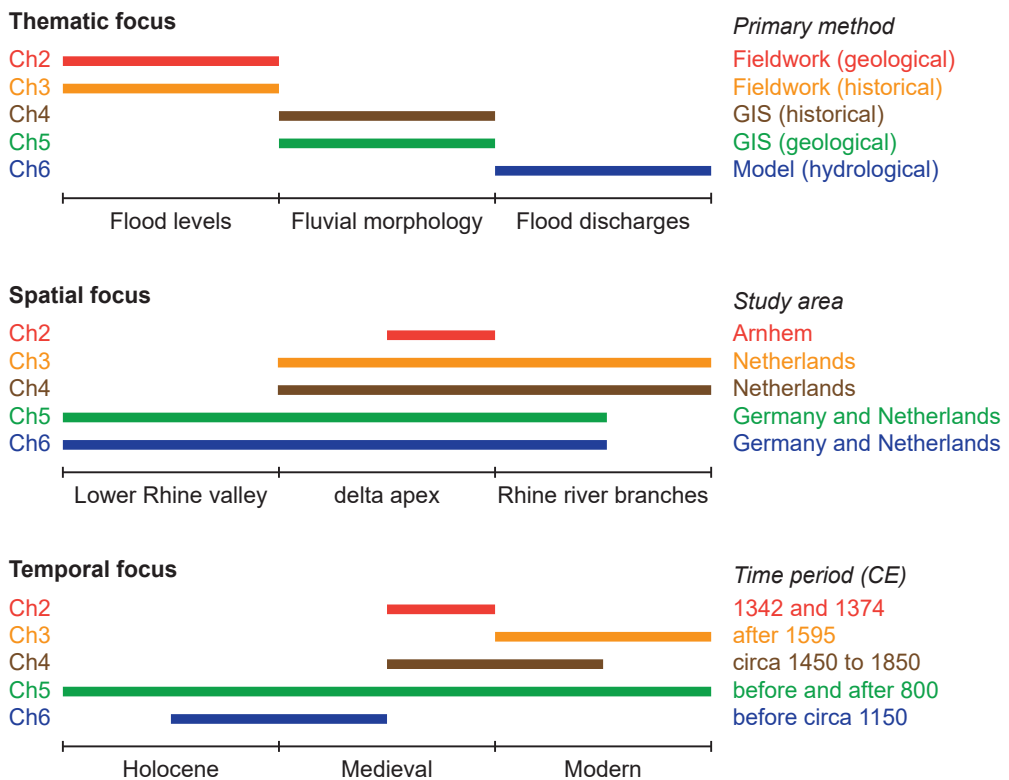 Thematic focus
Primary method
Ch2 Fieldwork (geological)
Ch3 Fieldwork (historical)
Ch4 GIS (historical)
Ch5 GIS (geological)
Ch6 Model (hydrological)
Flood levels Fluvial morphology Flood discharges
Spatial focus
Study area
Ch2 Arnhem
Ch3 Netherlands
Ch4 Netherlands
Ch5 Germany and Netherlands
Ch6 Germany and Netherlands
Lower Rhine valley delta apex Rhine river branches
Temporal focus
Time period (CE)
Ch2 1342 and 1374
Ch3 after 1595
Ch4 circa 1450 to 1850
Ch5 before and after 800
Ch6 before circa 1150
Holocene Medieval Modern